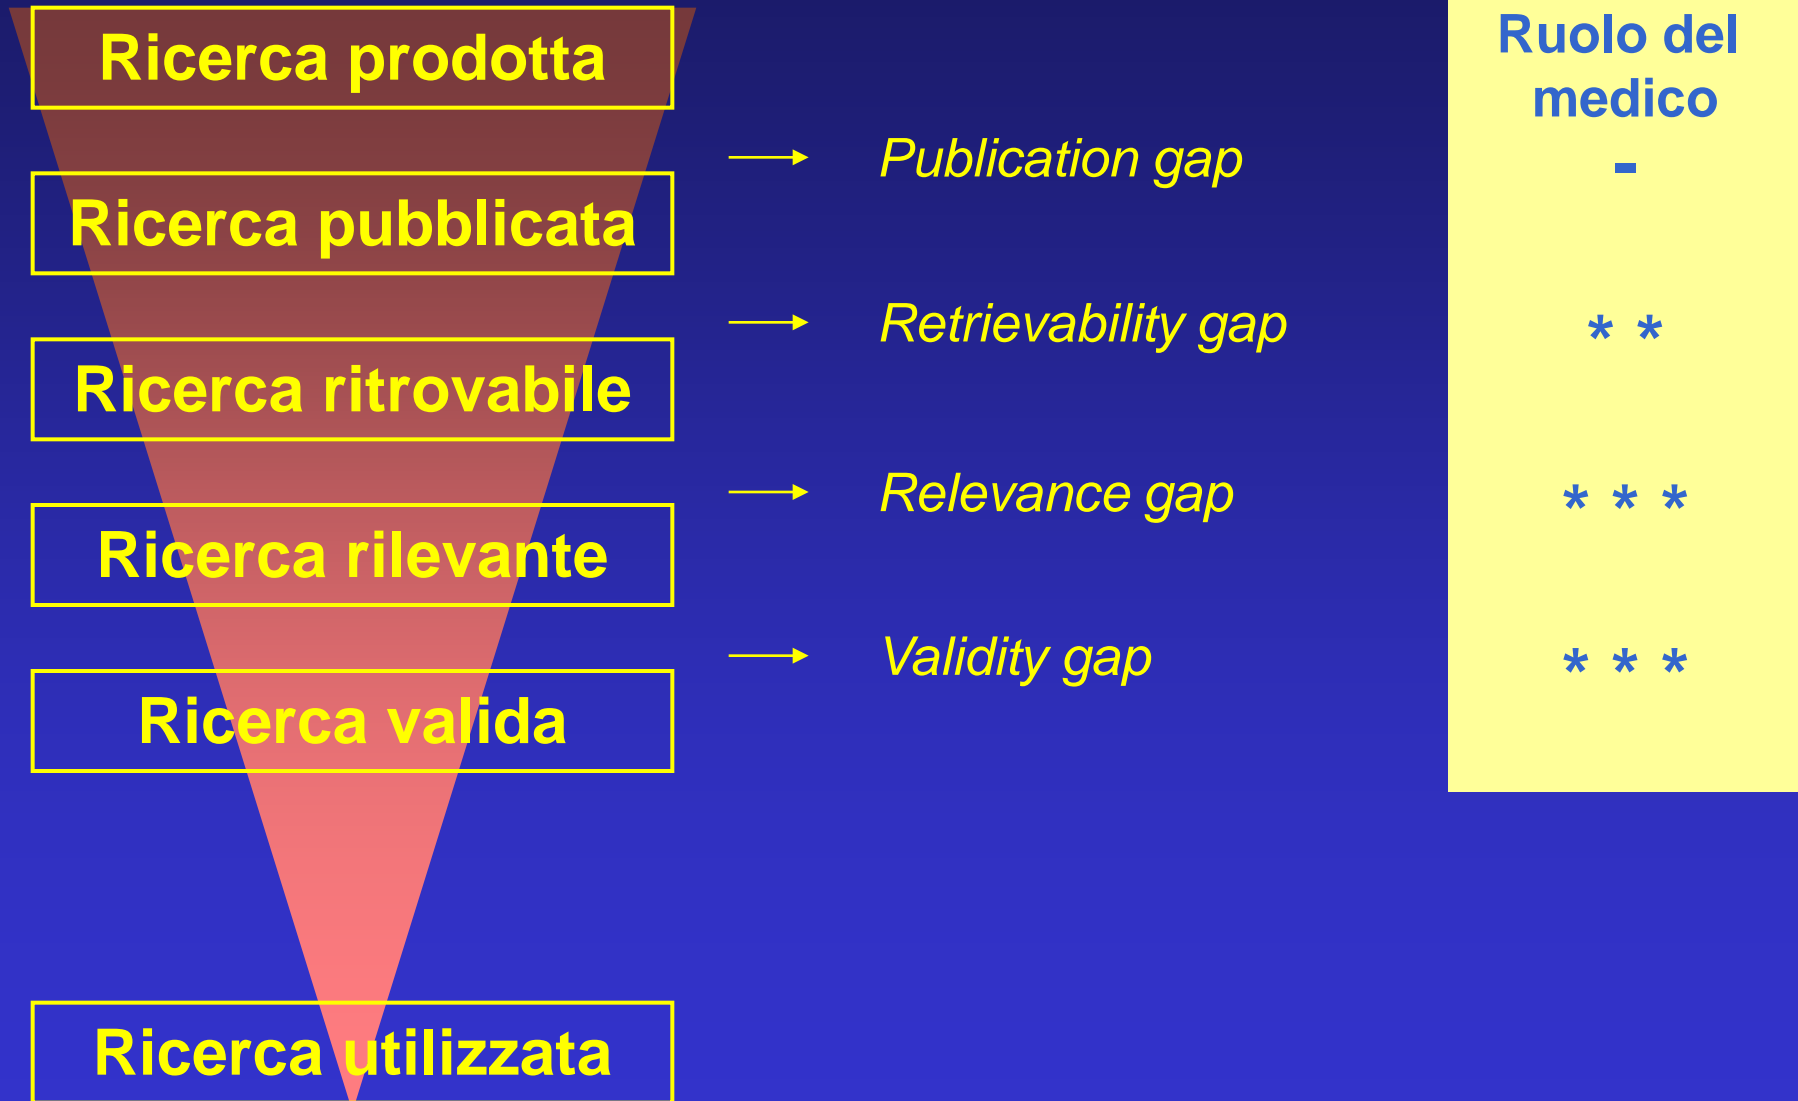 Ricerca prodotta
Ruolo del
medico
Publication gap
-
Ricerca pubblicata
Retrievability gap
* *
Ricerca ritrovabile
Relevance gap
* * *
Ricerca rilevante
Validity gap
* * *
Ricerca valida
Ricerca utilizzata